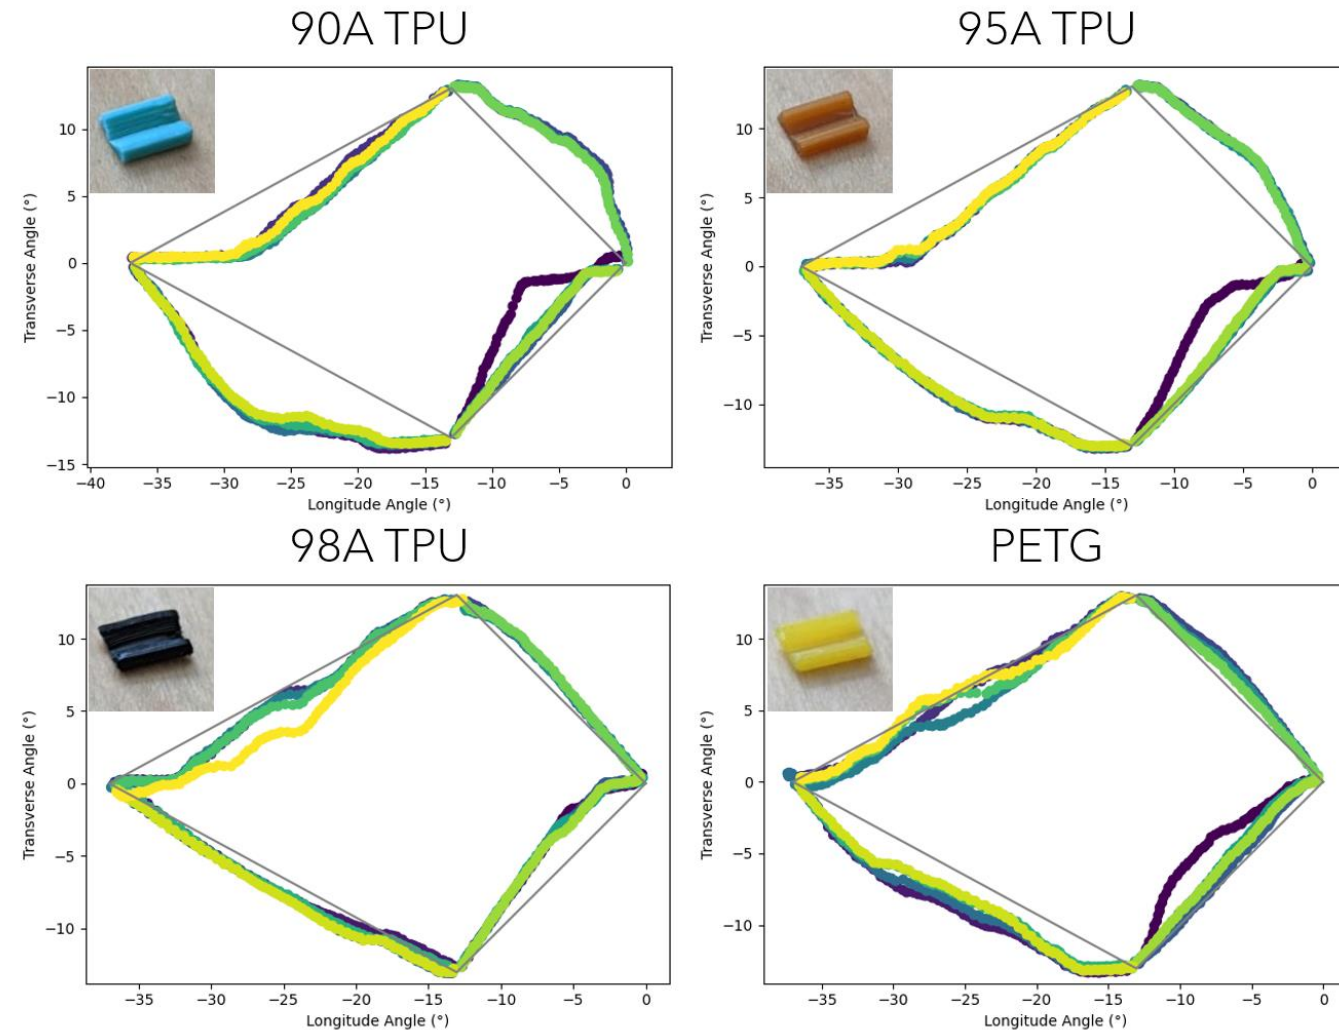 90A TPU
Transverse Angle (°)
10
5
0
−5
−10
−15
−40 −35 −30 −25 −20 −15 −10 −5 0
Longitude Angle (°)
95A TPU
Transverse Angle (°)
10
5
0
−5
−10
−35 −30 −25 −20 −15 −10 −5 0
Longitude Angle (°)
98A TPU
Transverse Angle (°)
10
5
0
−5
−10
−35 −30 −25 −20 −15 −10 −5 0
Longitude Angle (°)
PETG
Transverse Angle (°)
10
5
0
−5
−10
−35 −30 −25 −20 −15 −10 −5 0
Longitude Angle (°)